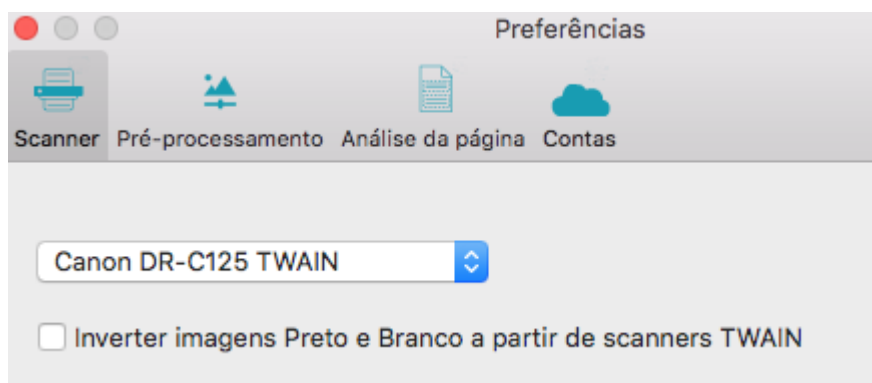 Preferências
Scanner Pré-processamento Análise da página Contas
Canon DR-C125 TWAIN
Inverter imagens Preto e Branco a partir de scanners TWAIN